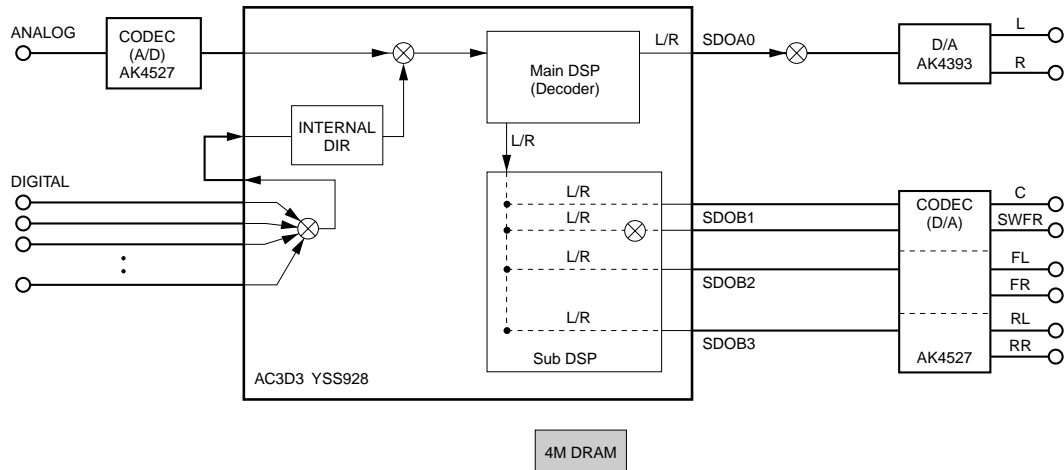 ANALOG
CODEC
(A/D)
AK4527
INTERNAL
DIR
Main DSP
(Decoder)
L/R
SDOA0
D/A
AK4393
L
R
L/R
DIGITAL
L/R
L/R
L/R
L/R
Sub DSP
SDOB1
SDOB2
SDOB3
CODEC
(D/A)
AK4527
C
SWFR
FL
FR
RL
RR
AC3D3 YSS928
4M DRAM